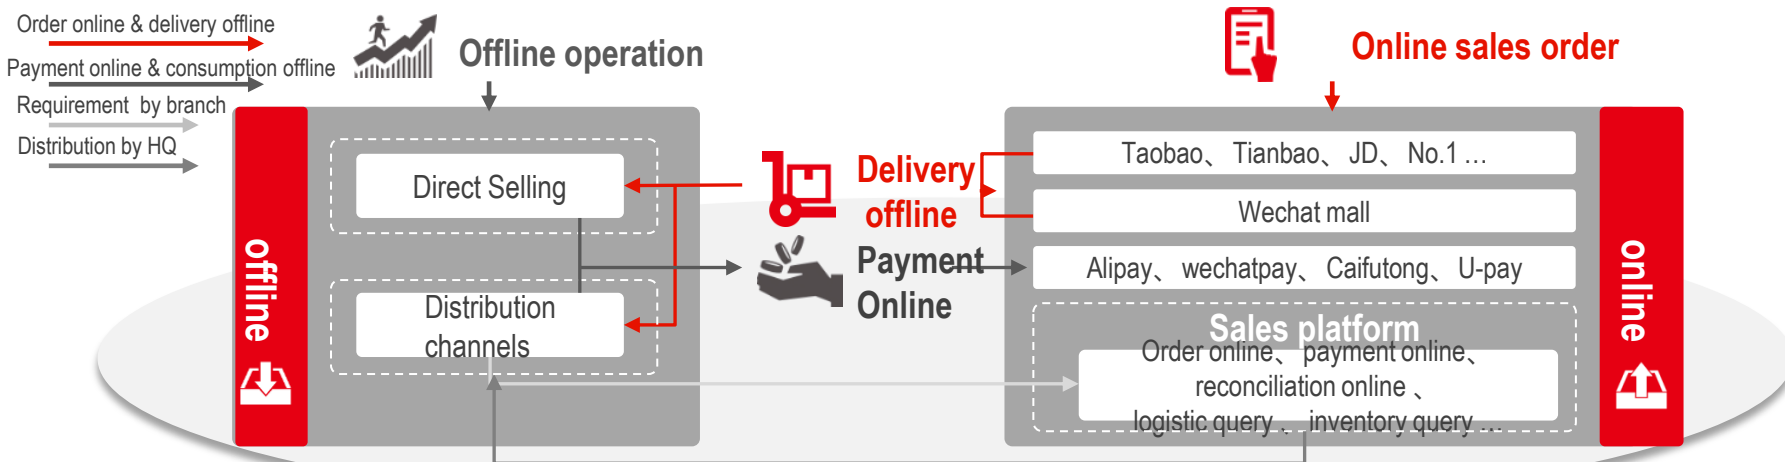 Order online & delivery offline
Payment online & consumption offline
Requirement by branch
Distribution by HQ
Offline operation
Online sales order
offline
Direct Selling
Distribution
channels
Delivery
offline
Payment
Online
Taobao、Tianbao、JD、No.1 ...
Wechat mall
Alipay、wechatpay、Caifutong、U-pay
Sales platform
Order online、payment online、
reconciliation online 、
logistic query 、inventory query ...
online